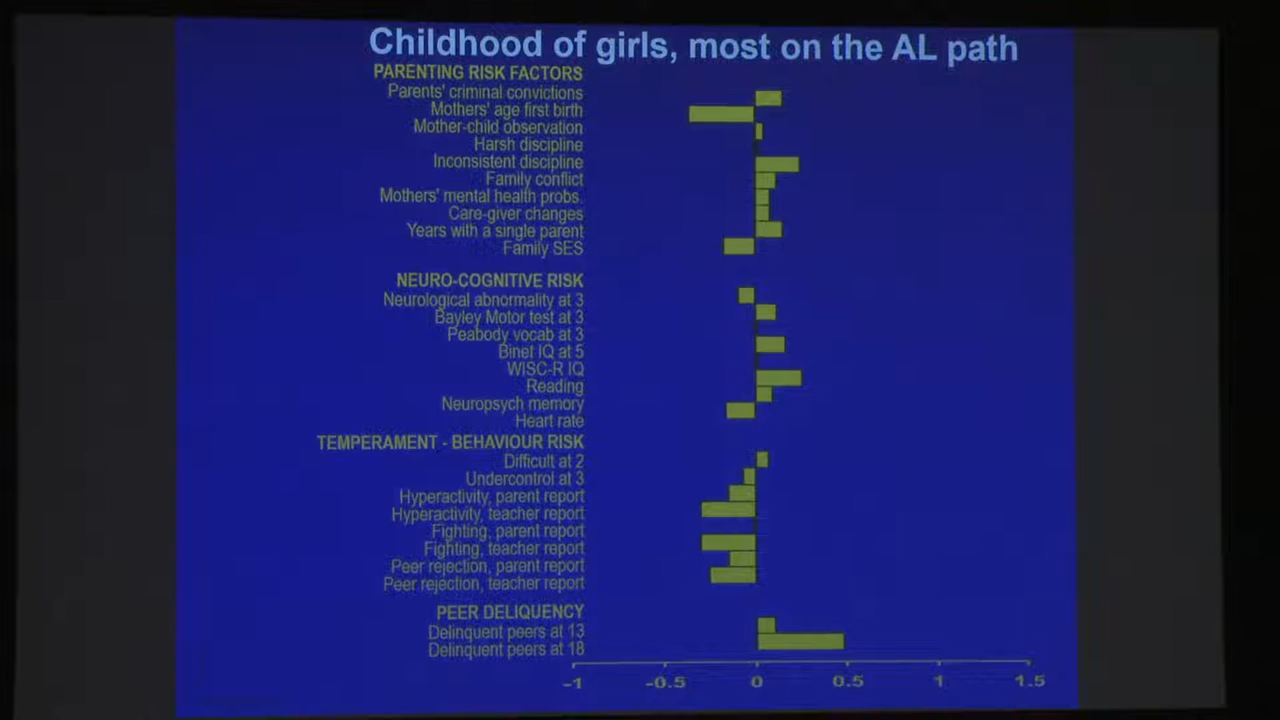 Childhood of girls, most on the AL path
PARENTING RISK FACTORS
Parents' criminal convictions
Mothers' age first birth
Mother-child observation
Harsh discipline
Inconsistent discipline
Family conflict
Mothers' mental health probs.
Care-giver changes
Years with a single parent
Family SES
NEURO-COGNITIVE RISK
Neurological abnormality at 3
Bayley Motor test at 3
Peabody vocab at 3
Binet IQ at 5
WISC-R IQ
Reading
Neuropsych memory
Heart rate
TEMPERAMENT - BEHAVIOUR RISK
Difficult at 2
Undercontrol at 3
Hyperactivity, parent report
Hyperactivity, teacher report
Fighting, parent report
Fighting, teacher report
Peer rejection, parent report
Peer rejection, teacher report
PEER DELIQUENCY
Delinquent peers at 13
Delinquent peers at 18
-1 -0.5 0 0.5 1 1.5